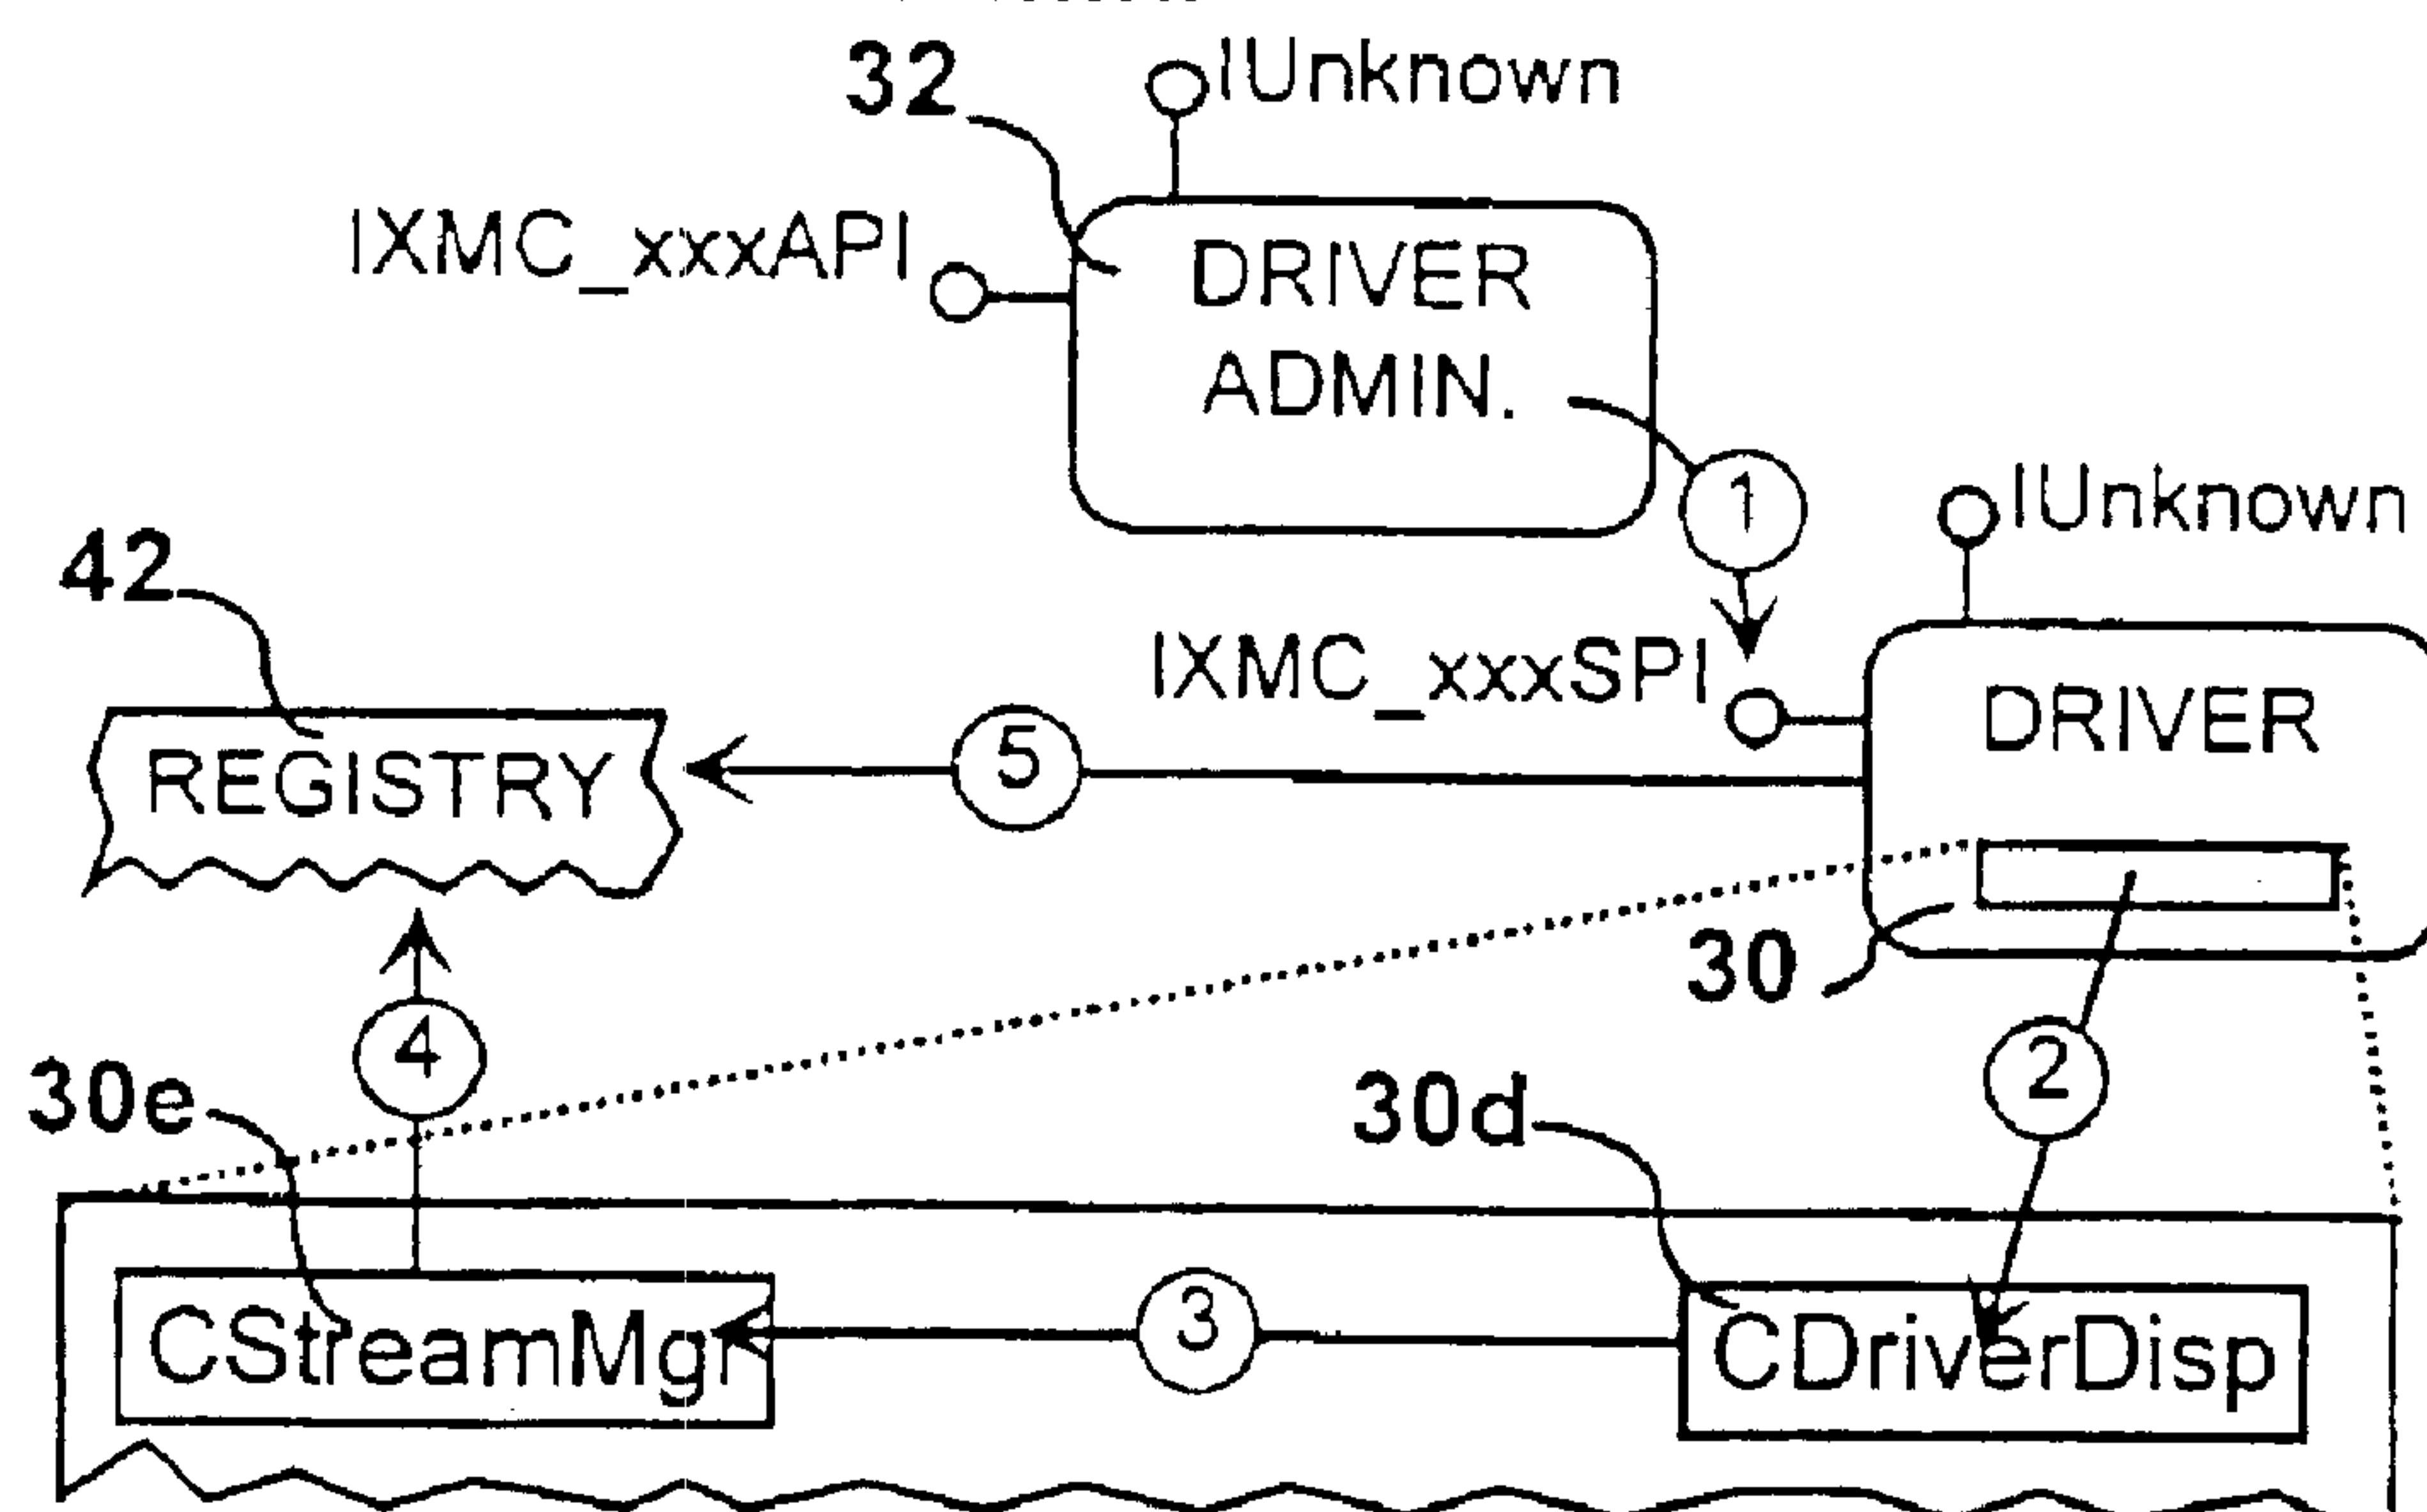 32
IUnknown
IXMC_xxxAPI
DRIVER
ADMIN.
1
IUnknown
42
IXMC_xxxSPI
DRIVER
REGISTRY
5
30
4
2
30e
30d
CStreamMgr
3
CDriverDisp